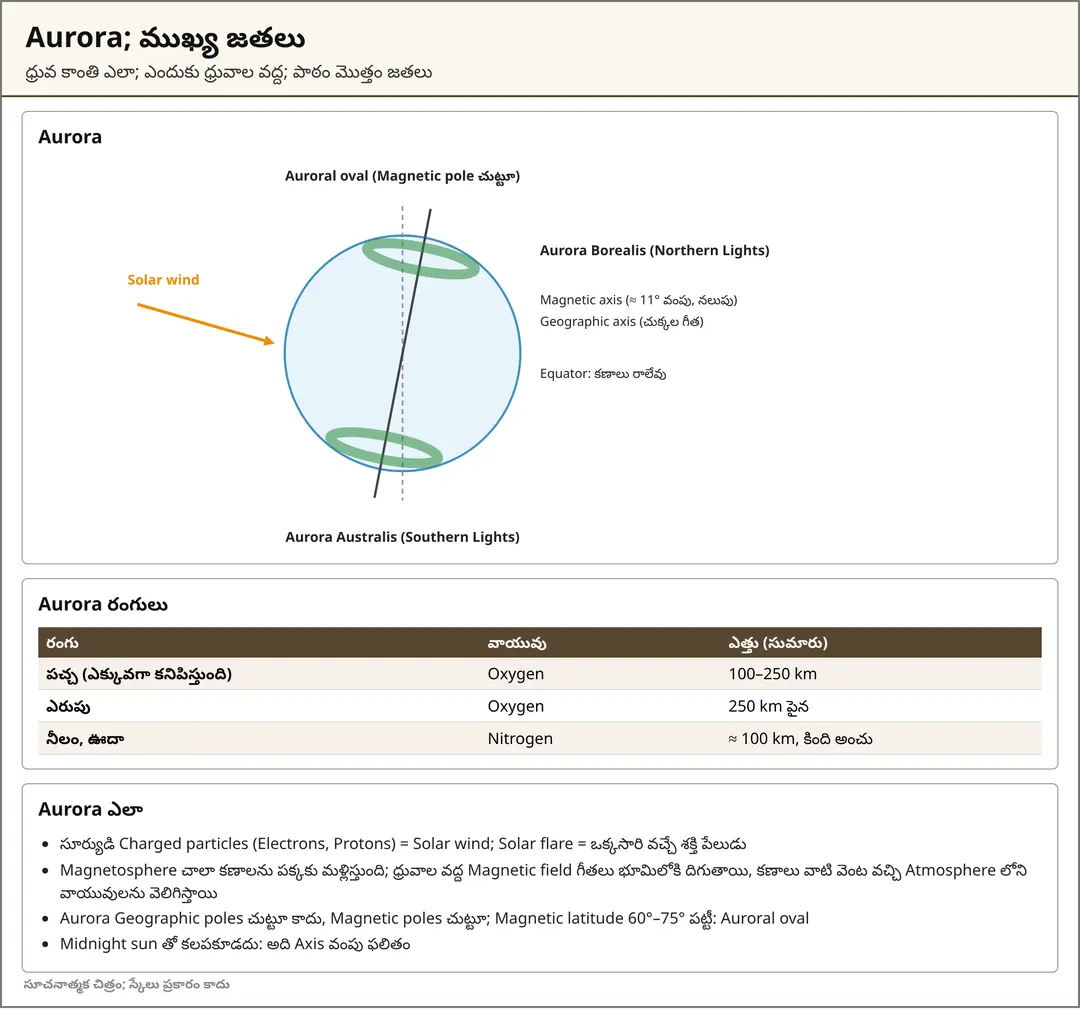 Aurora; ముఖ్య జతలు
ధ్రువ కాంతి ఎలా; ఎందుకు ధ్రువాల వద్ద; పాఠం మొత్తం జతలు
Aurora
Auroral oval (Magnetic pole చుట్టూ)
Aurora Borealis (Northern Lights)
Solar wind
Magnetic axis (≈ 11° వంపు, నలుపు)
Geographic axis (చుక్కల గీత)
Equator: కణాలు రాలేవు
Aurora Australis (Southern Lights)
Aurora రంగులు
రంగు వాయువు ఎత్తు (సుమారు)
పచ్చ (ఎక్కువగా కనిపిస్తుంది) Oxygen 100–250 km
ఎరుపు Oxygen 250 km పైన
నీలం, ఊదా Nitrogen ≈ 100 km, కింది అంచు
Aurora ఎలా
• సూర్యుడి Charged particles (Electrons, Protons) = Solar wind; Solar flare = ఒక్కసారి వచ్చే శక్తి పేలుడు
• Magnetosphere చాలా కణాలను పక్కకు మళ్లిస్తుంది; ధ్రువాల వద్ద Magnetic field గీతలు భూమిలోకి దిగుతాయి, కణాలు వాటి వెంట వచ్చి Atmosphere లోని
వాయువులను వెలిగిస్తాయి
• Aurora Geographic poles చుట్టూ కాదు, Magnetic poles చుట్టూ; Magnetic latitude 60°–75° పట్టీ: Auroral oval
• Midnight sun తో కలపకూడదు: అది Axis వంపు ఫలితం
సూచనాత్మక చిత్రం; స్కేలు ప్రకారం కాదు